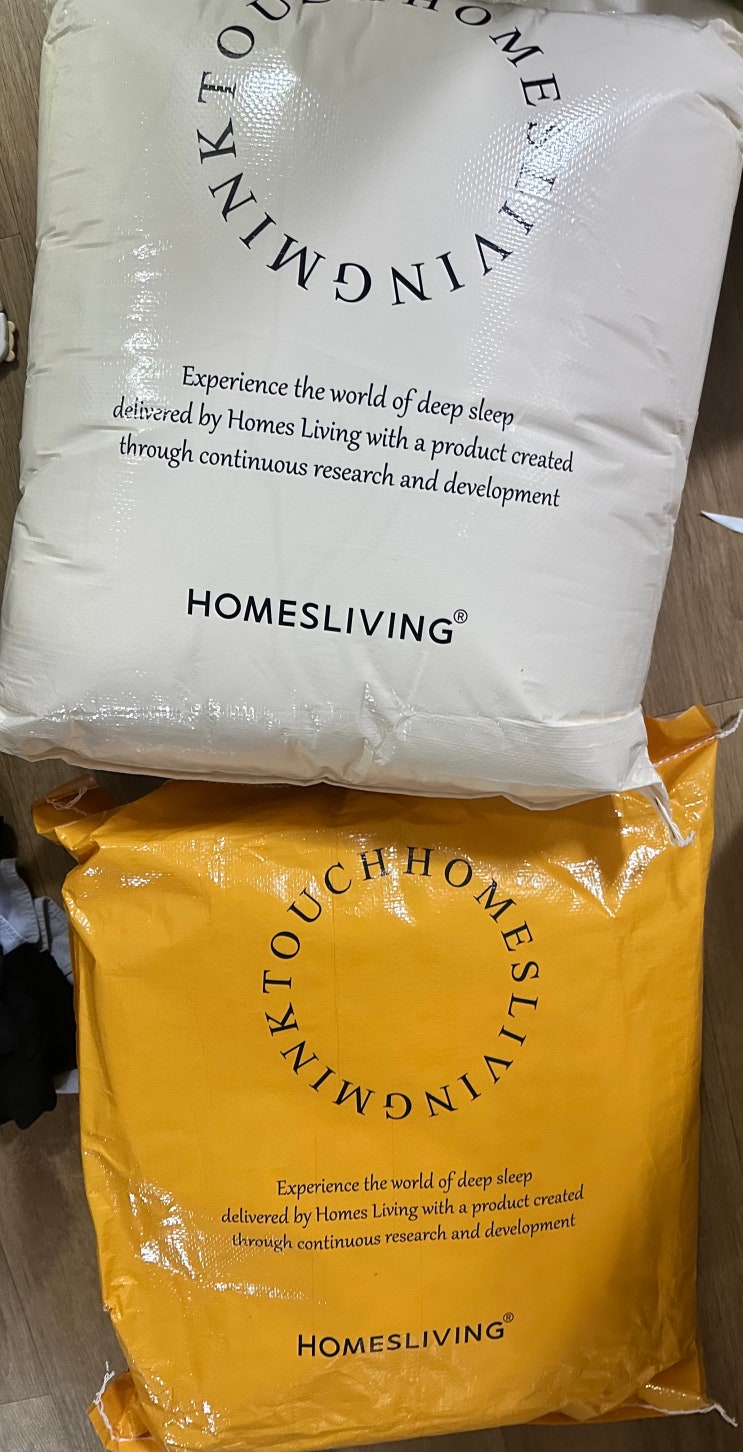 HOMESLIVINGMINKTOU
Experience the world of deep sleep
delivered by Homes Living with a product created
through continuous research and development
HOMESLIVING®
HOMESLIVINGMINKTOUCH
Experience the world of deep sleep
delivered by Homes Living with a product created
through continuous research and development
HOMESLIVING®